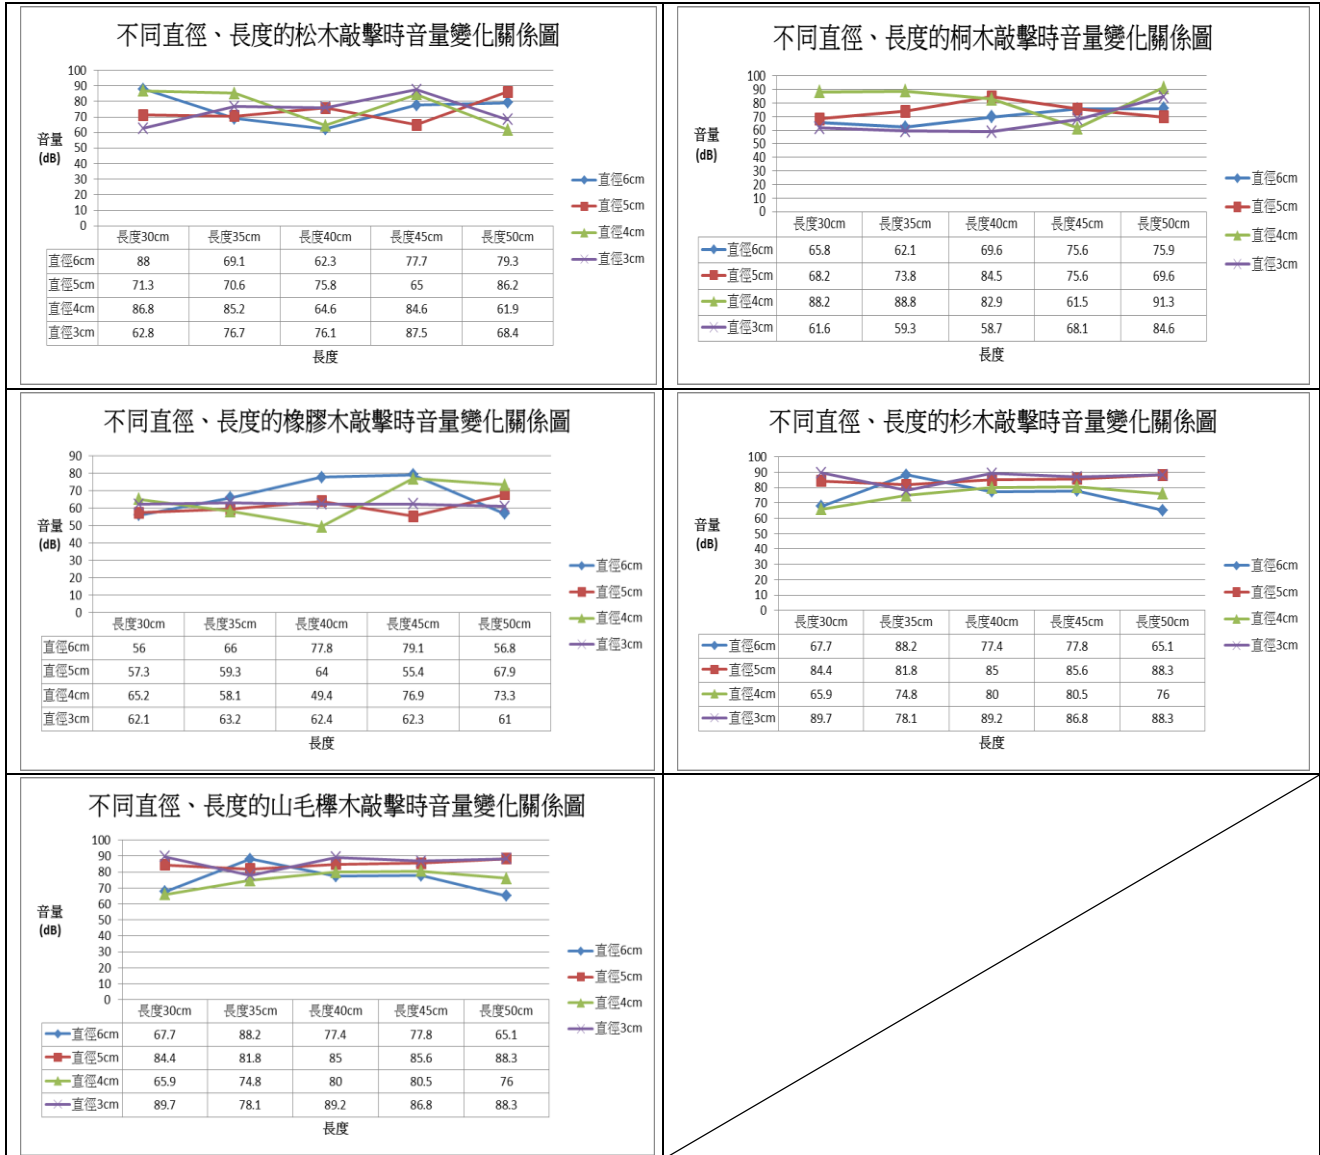 不同直徑、長度的松木敲擊時音量變化關係圖
100
90
80
70
60
50
40
30
20
10
0
音量
(dB)
長度30cm 長度35cm 長度40cm 長度45cm 長度50cm
直徑6cm 88 69.1 62.3 77.7 79.3
直徑5cm 71.3 70.6 75.8 65 86.2
直徑4cm 86.8 85.2 64.6 84.6 61.9
直徑3cm 62.8 76.7 76.1 87.5 68.4
長度
直徑6cm
直徑5cm
直徑4cm
直徑3cm
不同直徑、長度的桐木敲擊時音量變化關係圖
100
90
80
70
60
50
40
30
20
10
0
音量
(dB)
長度30cm 長度35cm 長度40cm 長度45cm 長度50cm
直徑6cm 65.8 62.1 69.6 75.6 75.9
直徑5cm 68.2 73.8 84.5 75.6 69.6
直徑4cm 88.2 88.8 82.9 61.5 91.3
直徑3cm 61.6 59.3 58.7 68.1 84.6
長度
直徑6cm
直徑5cm
直徑4cm
直徑3cm
不同直徑、長度的橡膠木敲擊時音量變化關係圖
90
80
70
60
50
40
30
20
10
0
音量
(dB)
長度30cm 長度35cm 長度40cm 長度45cm 長度50cm
直徑6cm 56 66 77.8 79.1 56.8
直徑5cm 57.3 59.3 64 55.4 67.9
直徑4cm 65.2 58.1 49.4 76.9 73.3
直徑3cm 62.1 63.2 62.4 62.3 61
長度
直徑6cm
直徑5cm
直徑4cm
直徑3cm
不同直徑、長度的杉木敲擊時音量變化關係圖
100
90
80
70
60
50
40
30
20
10
0
音量
(dB)
長度30cm 長度35cm 長度40cm 長度45cm 長度50cm
直徑6cm 67.7 88.2 77.4 77.8 65.1
直徑5cm 84.4 81.8 85 85.6 88.3
直徑4cm 65.9 74.8 80 80.5 76
直徑3cm 89.7 78.1 89.2 86.8 88.3
長度
直徑6cm
直徑5cm
直徑4cm
直徑3cm
不同直徑、長度的山毛櫸木敲擊時音量變化關係圖
100
90
80
70
60
50
40
30
20
10
0
音量
(dB)
長度30cm 長度35cm 長度40cm 長度45cm 長度50cm
直徑6cm 67.7 88.2 77.4 77.8 65.1
直徑5cm 84.4 81.8 85 85.6 88.3
直徑4cm 65.9 74.8 80 80.5 76
直徑3cm 89.7 78.1 89.2 86.8 88.3
長度
直徑6cm
直徑5cm
直徑4cm
直徑3cm